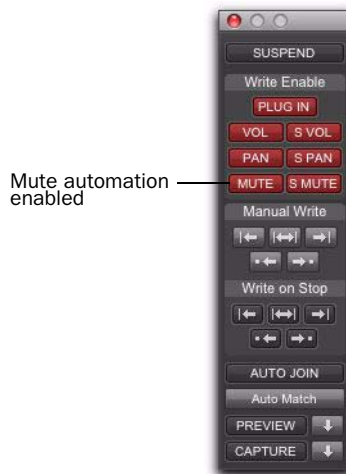 SUSPEND
Write Enable
PLUG IN
VOL S VOL
PAN S PAN
Mute automation
enabled
MUTE S MUTE
Manual Write
Write on Stop
AUTO JOIN
Auto Match
PREVIEW
CAPTURE